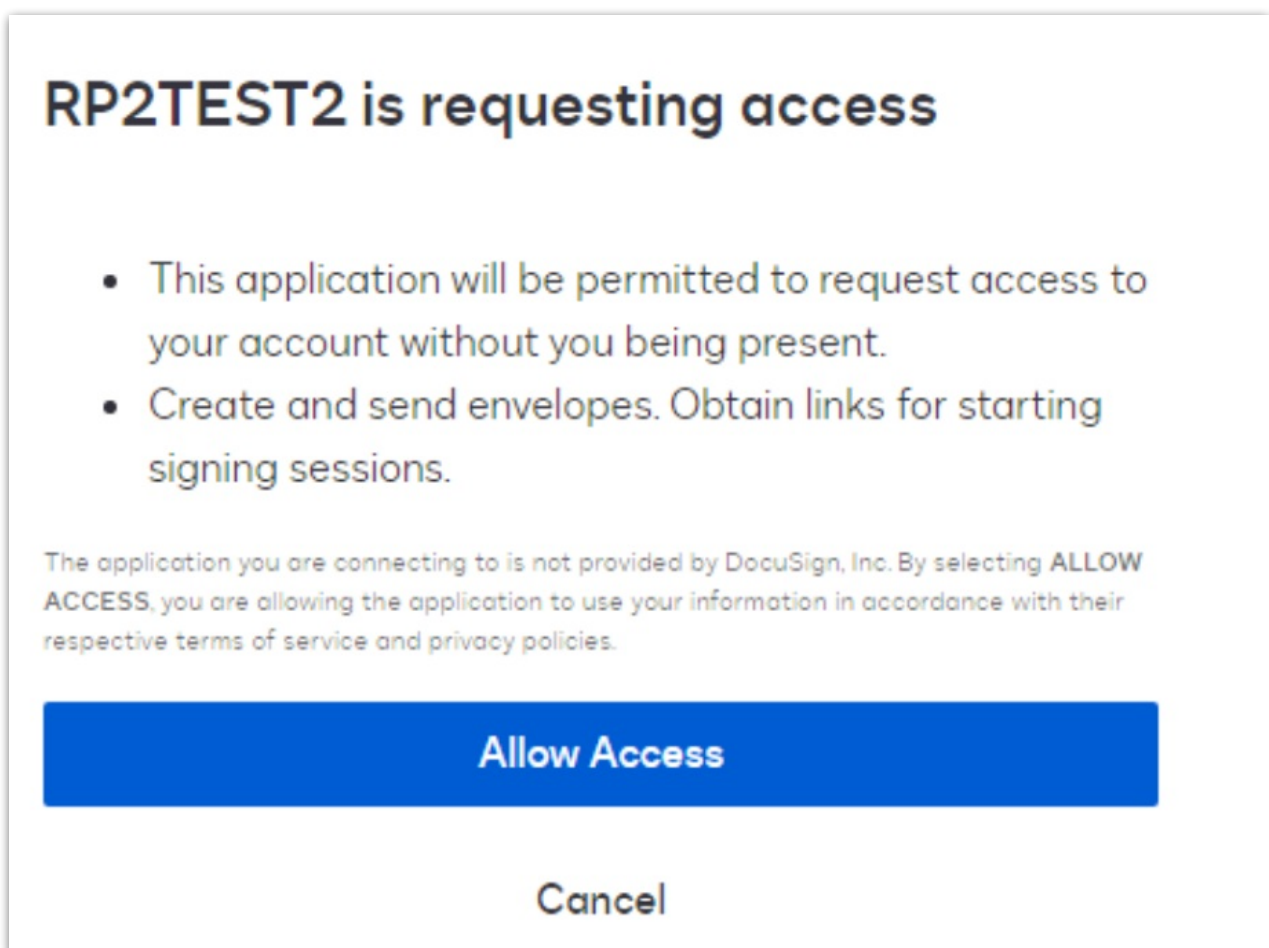 RP2TEST2 is requesting access
• This application will be permitted to request access to
your account without you being present.
• Create and send envelopes. Obtain links for starting
signing sessions.
The application you are connecting to is not provided by DocuSign, Inc. By selecting ALLOW
ACCESS, you are allowing the application to use your information in accordance with their
respective terms of service and privacy policies.
Allow Access
Cancel